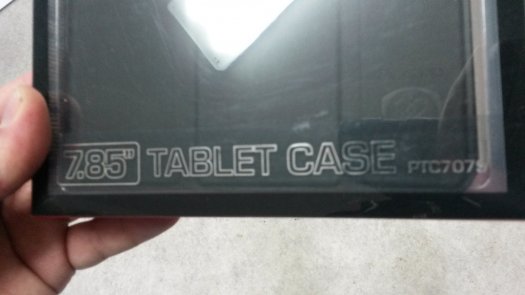 7.85" TABLET CASE PTC7079